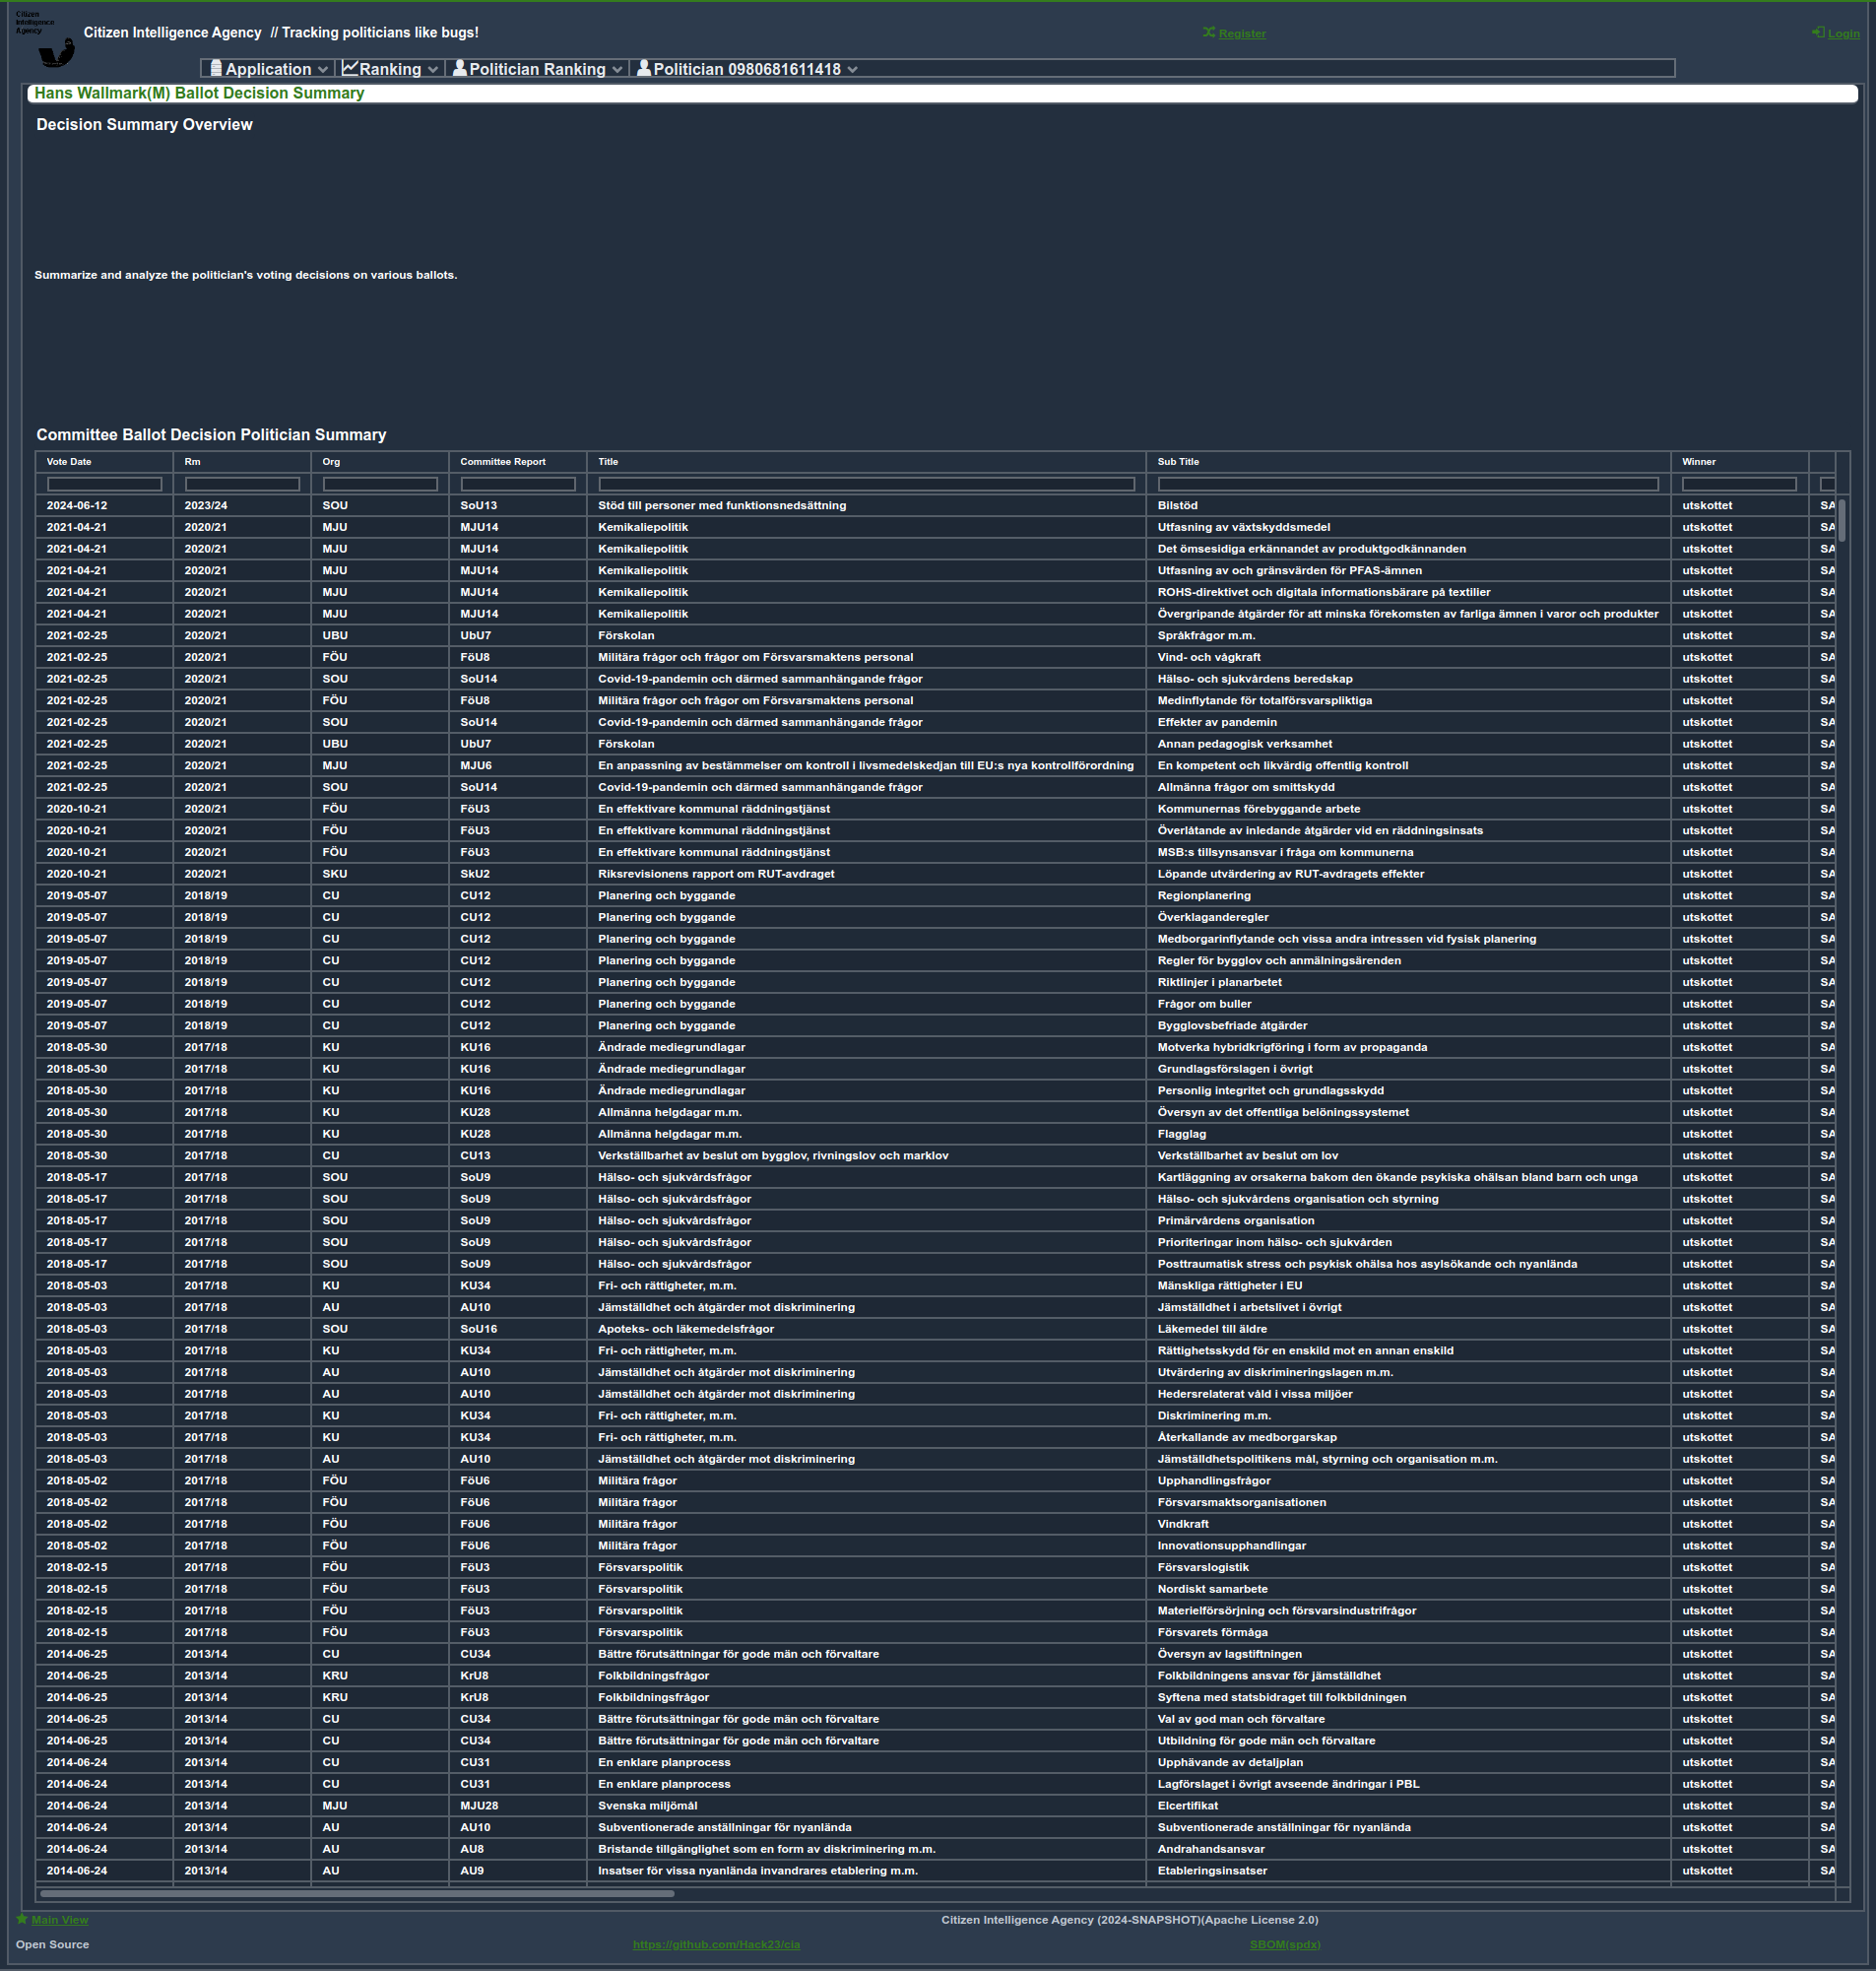 Citizen
Intelligence
Agency
Citizen Intelligence Agency // Tracking politicians like bugs!
Register
Login
Application Ranking Politician Ranking Politician 0980681611418
Hans Wallmark(M) Ballot Decision Summary
Decision Summary Overview
Summarize and analyze the politician's voting decisions on various ballots.
Committee Ballot Decision Politician Summary
Vote Date Rm Org Committee Report Title Sub Title Winner
2024-06-12 2023/24 SOU SoU13 Stöd till personer med funktionsnedsättning Bilstöd utskottet SA
2021-04-21 2020/21 MJU MJU14 Kemikaliepolitik Utfasning av växtskyddsmedel utskottet SA
2021-04-21 2020/21 MJU MJU14 Kemikaliepolitik Det ömsesidiga erkännandet av produktgodkännanden utskottet SA
2021-04-21 2020/21 MJU MJU14 Kemikaliepolitik Utfasning av och gränsvärden för PFAS-ämnen utskottet SA
2021-04-21 2020/21 MJU MJU14 Kemikaliepolitik ROHS-direktivet och digitala informationsbärare på textilier utskottet SA
2021-04-21 2020/21 MJU MJU14 Kemikaliepolitik Övergripande åtgärder för att minska förekomsten av farliga ämnen i varor och produkter utskottet SA
2021-02-25 2020/21 UBU UbU7 Förskolan Språkfrågor m.m. utskottet SA
2021-02-25 2020/21 FÖU FöU8 Militära frågor och frågor om Försvarsmaktens personal Vind- och vågkraft utskottet SA
2021-02-25 2020/21 SOU SoU14 Covid-19-pandemin och därmed sammanhängande frågor Hälso- och sjukvårdens beredskap utskottet SA
2021-02-25 2020/21 FÖU FöU8 Militära frågor och frågor om Försvarsmaktens personal Medinflytande för totalförsvarspliktiga utskottet SA
2021-02-25 2020/21 SOU SoU14 Covid-19-pandemin och därmed sammanhängande frågor Effekter av pandemin utskottet SA
2021-02-25 2020/21 UBU UbU7 Förskolan Annan pedagogisk verksamhet utskottet SA
2021-02-25 2020/21 MJU MJU6 En anpassning av bestämmelser om kontroll i livsmedelskedjan till EU:s nya kontrollförordning En kompetent och likvärdig offentlig kontroll utskottet SA
2021-02-25 2020/21 SOU SoU14 Covid-19-pandemin och därmed sammanhängande frågor Allmänna frågor om smittskydd utskottet SA
2020-10-21 2020/21 FÖU FöU3 En effektivare kommunal räddningstjänst Kommunernas förebyggande arbete utskottet SA
2020-10-21 2020/21 FÖU FöU3 En effektivare kommunal räddningstjänst Överlåtande av inledande åtgärder vid en räddningsinsats utskottet SA
2020-10-21 2020/21 FÖU FöU3 En effektivare kommunal räddningstjänst MSB:s tillsynsansvar i fråga om kommunerna utskottet SA
2020-10-21 2020/21 SKU SkU2 Riksrevisionens rapport om RUT-avdraget Löpande utvärdering av RUT-avdragets effekter utskottet SA
2019-05-07 2018/19 CU CU12 Planering och byggande Regionplanering utskottet SA
2019-05-07 2018/19 CU CU12 Planering och byggande Överklaganderegler utskottet SA
2019-05-07 2018/19 CU CU12 Planering och byggande Medborgarinflytande och vissa andra intressen vid fysisk planering utskottet SA
2019-05-07 2018/19 CU CU12 Planering och byggande Regler för bygglov och anmälningsärenden utskottet SA
2019-05-07 2018/19 CU CU12 Planering och byggande Riktlinjer i planarbetet utskottet SA
2019-05-07 2018/19 CU CU12 Planering och byggande Frågor om buller utskottet SA
2019-05-07 2018/19 CU CU12 Planering och byggande Bygglovsbefriade åtgärder utskottet SA
2018-05-30 2017/18 KU KU16 Ändrade mediegrundlagar Motverka hybridkrigföring i form av propaganda utskottet SA
2018-05-30 2017/18 KU KU16 Ändrade mediegrundlagar Grundlagsförslagen i övrigt utskottet SA
2018-05-30 2017/18 KU KU16 Ändrade mediegrundlagar Personlig integritet och grundlagsskydd utskottet SA
2018-05-30 2017/18 KU KU28 Allmänna helgdagar m.m. Översyn av det offentliga belöningssystemet utskottet SA
2018-05-30 2017/18 KU KU28 Allmänna helgdagar m.m. Flagglag utskottet SA
2018-05-30 2017/18 CU CU13 Verkställbarhet av beslut om bygglov, rivningslov och marklov Verkställbarhet av beslut om lov utskottet SA
2018-05-17 2017/18 SOU SoU9 Hälso- och sjukvårdsfrågor Kartläggning av orsakerna bakom den ökande psykiska ohälsan bland barn och unga utskottet SA
2018-05-17 2017/18 SOU SoU9 Hälso- och sjukvårdsfrågor Hälso- och sjukvårdens organisation och styrning utskottet SA
2018-05-17 2017/18 SOU SoU9 Hälso- och sjukvårdsfrågor Primärvårdens organisation utskottet SA
2018-05-17 2017/18 SOU SoU9 Hälso- och sjukvårdsfrågor Prioriteringar inom hälso- och sjukvården utskottet SA
2018-05-17 2017/18 SOU SoU9 Hälso- och sjukvårdsfrågor Posttraumatisk stress och psykisk ohälsa hos asylsökande och nyanlända utskottet SA
2018-05-03 2017/18 KU KU34 Fri- och rättigheter, m.m. Mänskliga rättigheter i EU utskottet SA
2018-05-03 2017/18 AU AU10 Jämställdhet och åtgärder mot diskriminering Jämställdhet i arbetslivet i övrigt utskottet SA
2018-05-03 2017/18 SOU SoU16 Apoteks- och läkemedelsfrågor Läkemedel till äldre utskottet SA
2018-05-03 2017/18 KU KU34 Fri- och rättigheter, m.m. Rättighetsskydd för en enskild mot en annan enskild utskottet SA
2018-05-03 2017/18 AU AU10 Jämställdhet och åtgärder mot diskriminering Utvärdering av diskrimineringslagen m.m. utskottet SA
2018-05-03 2017/18 AU AU10 Jämställdhet och åtgärder mot diskriminering Hedersrelaterat våld i vissa miljöer utskottet SA
2018-05-03 2017/18 KU KU34 Fri- och rättigheter, m.m. Diskriminering m.m. utskottet SA
2018-05-03 2017/18 KU KU34 Fri- och rättigheter, m.m. Återkallande av medborgarskap utskottet SA
2018-05-03 2017/18 AU AU10 Jämställdhet och åtgärder mot diskriminering Jämställdhetspolitikens mål, styrning och organisation m.m. utskottet SA
2018-05-02 2017/18 FÖU FöU6 Militära frågor Upphandlingsfrågor utskottet SA
2018-05-02 2017/18 FÖU FöU6 Militära frågor Försvarsmaktsorganisationen utskottet SA
2018-05-02 2017/18 FÖU FöU6 Militära frågor Vindkraft utskottet SA
2018-05-02 2017/18 FÖU FöU6 Militära frågor Innovationsupphandlingar utskottet SA
2018-02-15 2017/18 FÖU FöU3 Försvarspolitik Försvarslogistik utskottet SA
2018-02-15 2017/18 FÖU FöU3 Försvarspolitik Nordiskt samarbete utskottet SA
2018-02-15 2017/18 FÖU FöU3 Försvarspolitik Materielförsörjning och försvarsindustrifrågor utskottet SA
2018-02-15 2017/18 FÖU FöU3 Försvarspolitik Försvarets förmåga utskottet SA
2014-06-25 2013/14 CU CU34 Bättre förutsättningar för gode män och förvaltare Översyn av lagstiftningen utskottet SA
2014-06-25 2013/14 KRU KrU8 Folkbildningsfrågor Folkbildningens ansvar för jämställdhet utskottet SA
2014-06-25 2013/14 KRU KrU8 Folkbildningsfrågor Syftena med statsbidraget till folkbildningen utskottet SA
2014-06-25 2013/14 CU CU34 Bättre förutsättningar för gode män och förvaltare Val av god man och förvaltare utskottet SA
2014-06-25 2013/14 CU CU34 Bättre förutsättningar för gode män och förvaltare Utbildning för gode män och förvaltare utskottet SA
2014-06-24 2013/14 CU CU31 En enklare planprocess Upphävande av detaljplan utskottet SA
2014-06-24 2013/14 CU CU31 En enklare planprocess Lagförslaget i övrigt avseende ändringar i PBL utskottet SA
2014-06-24 2013/14 MJU MJU28 Svenska miljömål Elcertifikat utskottet SA
2014-06-24 2013/14 AU AU10 Subventionerade anställningar för nyanlända Subventionerade anställningar för nyanlända utskottet SA
2014-06-24 2013/14 AU AU8 Bristande tillgänglighet som en form av diskriminering m.m. Andrahandsansvar utskottet SA
2014-06-24 2013/14 AU AU9 Insatser för vissa nyanlända invandrares etablering m.m. Etableringsinsatser utskottet SA
Main View
Citizen Intelligence Agency (2024-SNAPSHOT)(Apache License 2.0)
Open Source
https://github.com/Hack23/cia
SBOM(spdx)